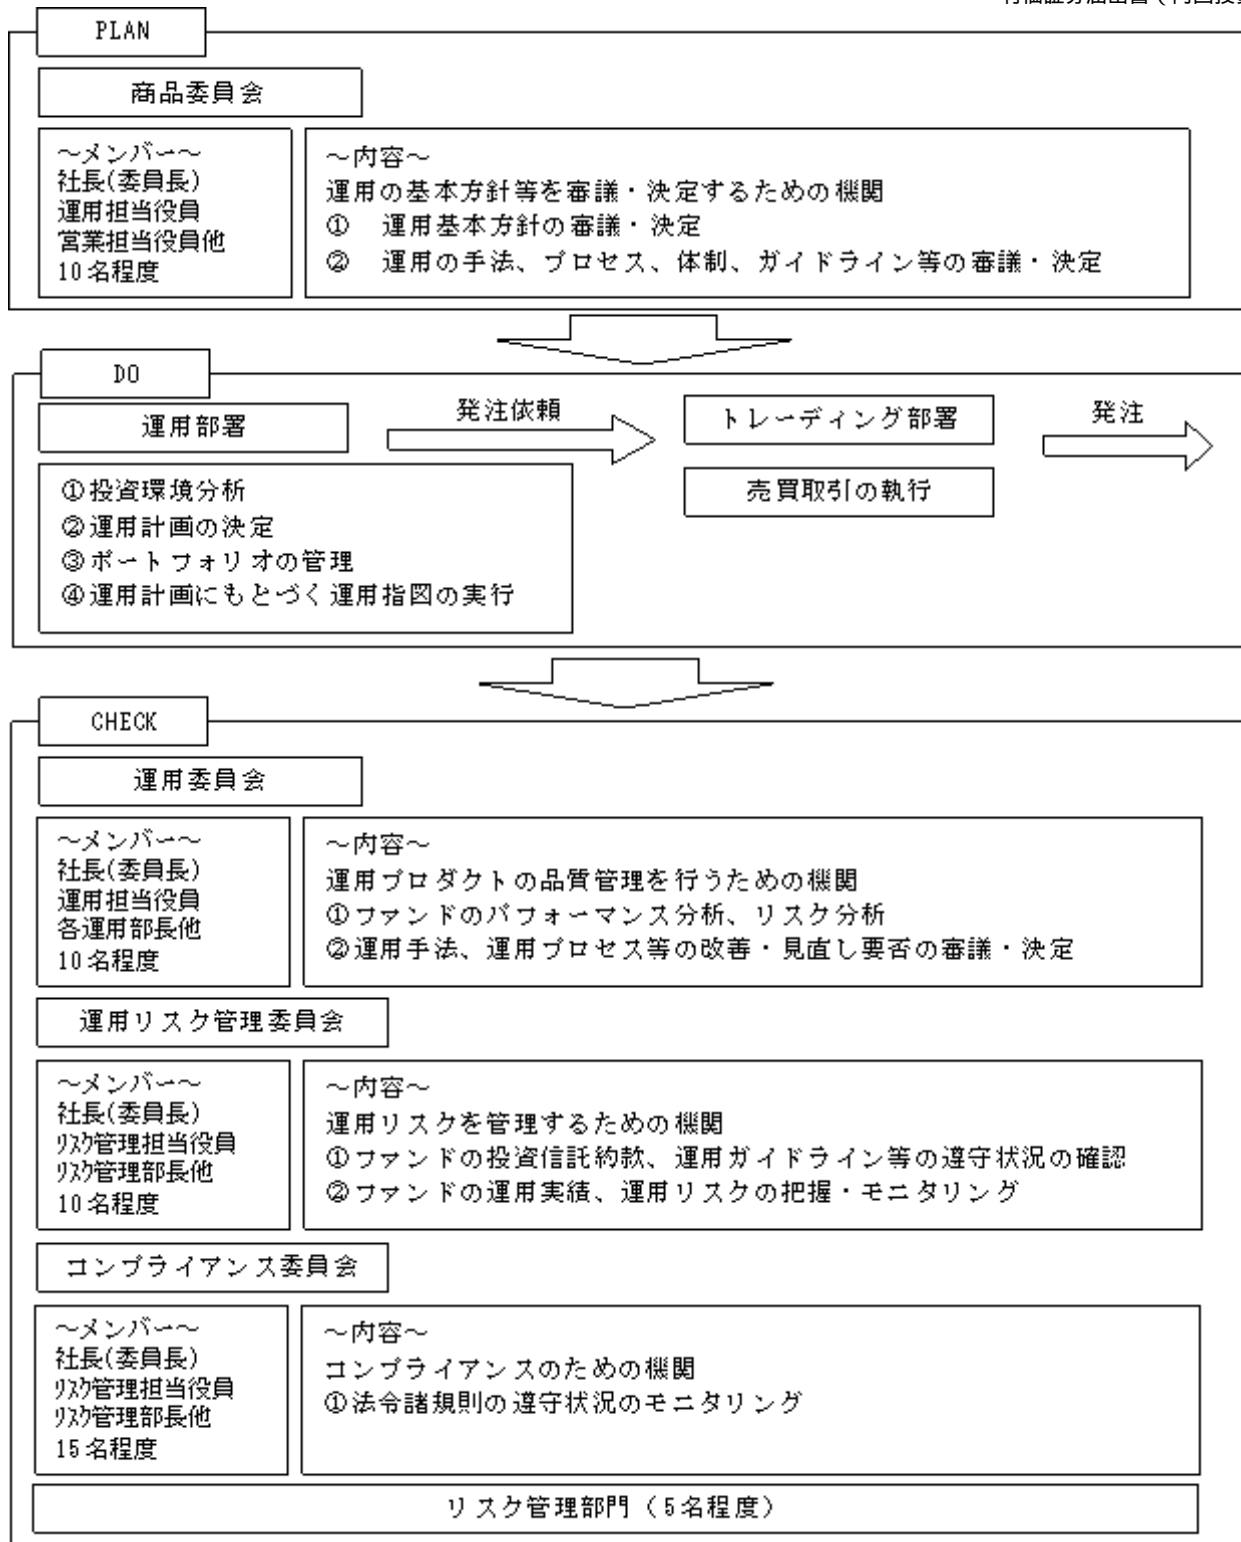 PLAN
商品委員会
～メンバー～
社長(委員長)
運用担当役員
営業担当役員他
10名程度
～内容～
運用の基本方針等を審議・決定するための機関
① 運用基本方針の審議・決定
② 運用の手法、プロセス、体制、ガイドライン等の審議・決定
DO
運用部署
発注依頼
トレーディング部署
発注
売買取引の執行
①投資環境分析
②運用計画の決定
③ポートフォリオの管理
④運用計画にもとづく運用指図の実行
CHECK
運用委員会
～メンバー～
社長(委員長)
運用担当役員
各運用部長他
10名程度
～内容～
運用プロダクトの品質管理を行うための機関
①ファンドのパフォーマンス分析、リスク分析
②運用手法、運用プロセス等の改善・見直し要否の審議・決定
運用リスク管理委員会
～メンバー～
社長(委員長)
ﾘｽｸ管理担当役員
ﾘｽｸ管理部長他
10名程度
～内容～
運用リスクを管理するための機関
①ファンドの投資信託約款、運用ガイドライン等の遵守状況の確認
②ファンドの運用実績、運用リスクの把握・モニタリング
コンプライアンス委員会
～メンバー～
社長(委員長)
ﾘｽｸ管理担当役員
ﾘｽｸ管理部長他
15名程度
～内容～
コンプライアンスのための機関
①法令諸規則の遵守状況のモニタリング
リスク管理部門（5名程度）